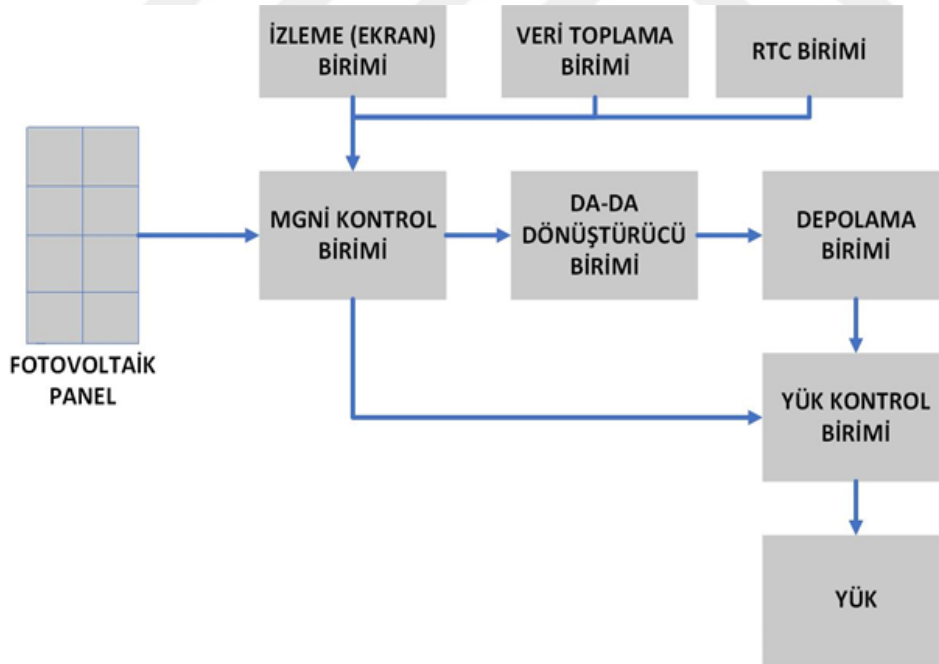 İZLEME (EKRAN)
BİRİMİ
VERİ TOPLAMA
BİRİMİ
RTC BİRİMİ
FOTOVOLTAİK
PANEL
MGNİ KONTROL
BİRİMİ
DA-DA
DÖNÜŞTÜRÜCÜ
BİRİMİ
DEPOLAMA
BİRİMİ
YÜK KONTROL
BİRİMİ
YÜK